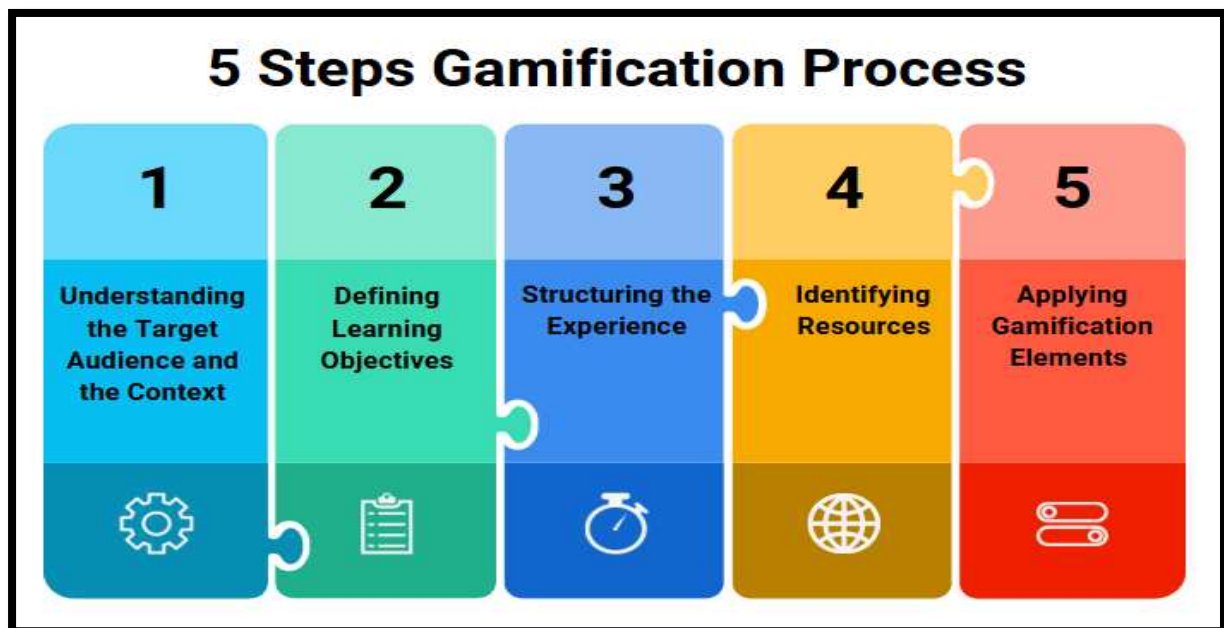 5 Steps Gamification Process
1
Understanding
the Target
Audience and
the Context
2
Defining
Learning
Objectives
3
Structuring the
Experience
4
Identifying
Resources
5
Applying
Gamification
Elements